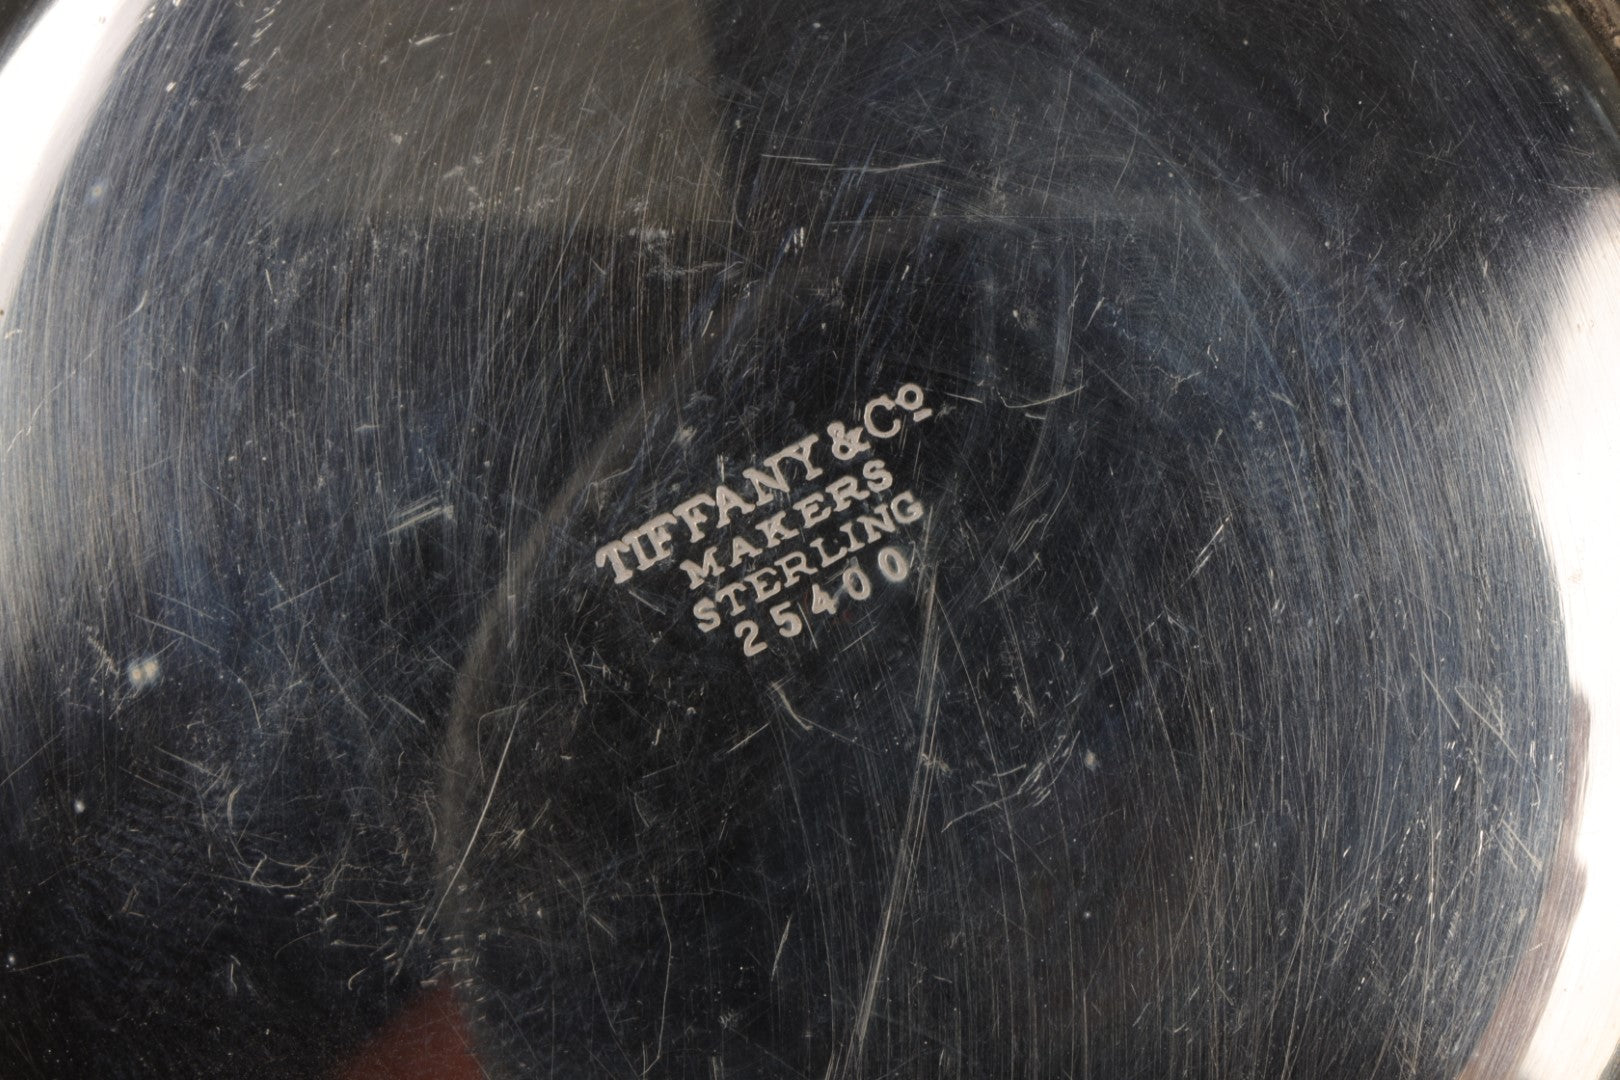 TIFFANY & Co
MAKERS
STERLING
25400